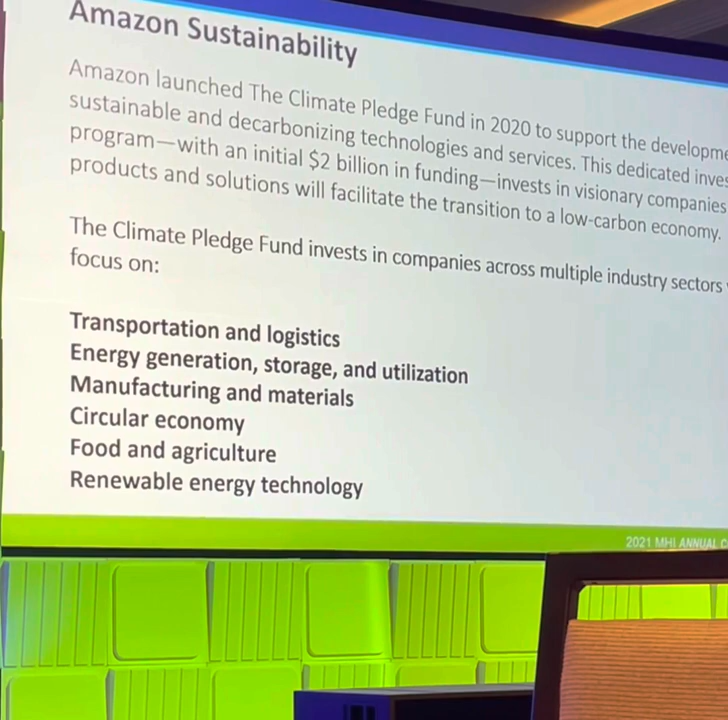 Amazon Sustainability
Amazon launched The Climate Pledge Fund in 2020 to support the
sustainable and decarbonizing technologies and services. This dedicated
program—with an initial $2 billion in funding—invests in visionary companies
products and solutions will facilitate the transition to a low-carbon economy.
The Climate Pledge Fund invests in companies across multiple industry sectors
focus on:
Transportation and logistics
Energy generation, storage, and utilization
Manufacturing and materials
Circular economy
Food and agriculture
Renewable energy technology
2021 MHI ANNUAL